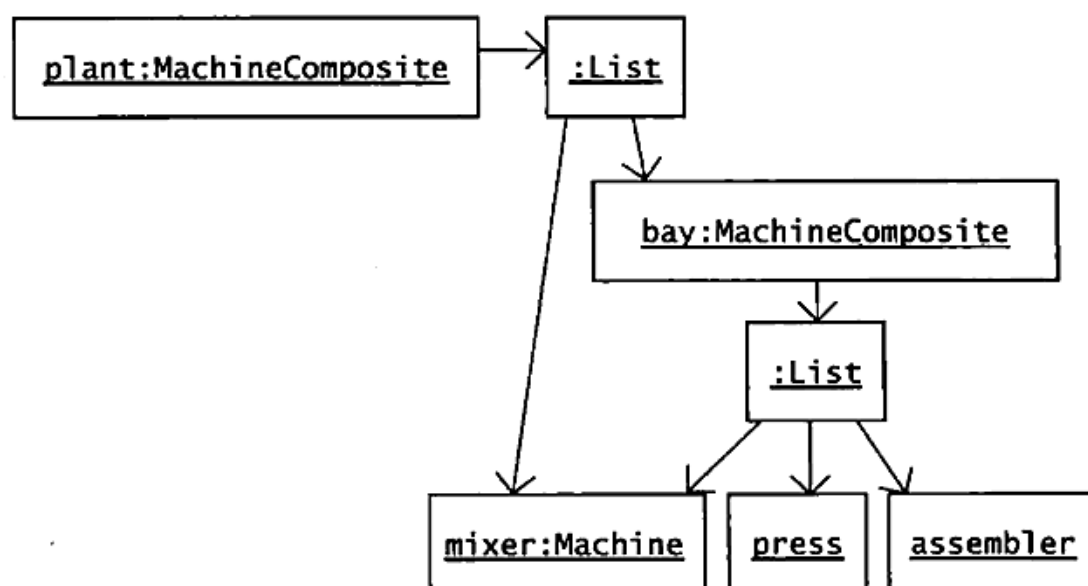 plant:MachineComposite
:List
bay:MachineComposite
:List
mixer:Machine
press
assembler